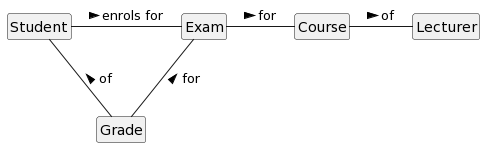 enrols for
for
of
Student
Exam
Course
Lecturer
of
for
Grade